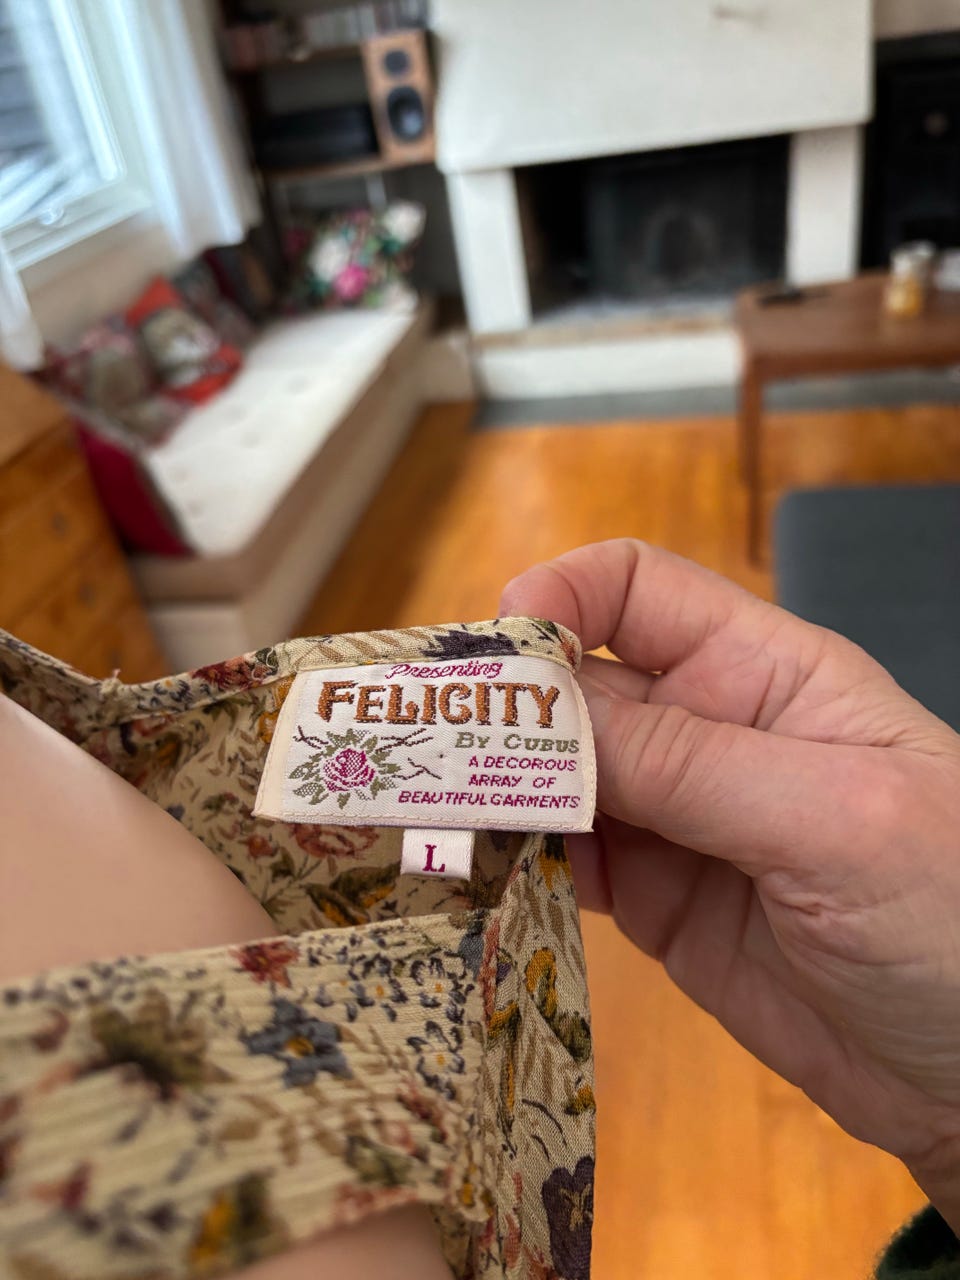 Presenting
FELICITY
BY CUBUS
A DECOROUS
ARRAY OF
BEAUTIFUL GARMENTS
L